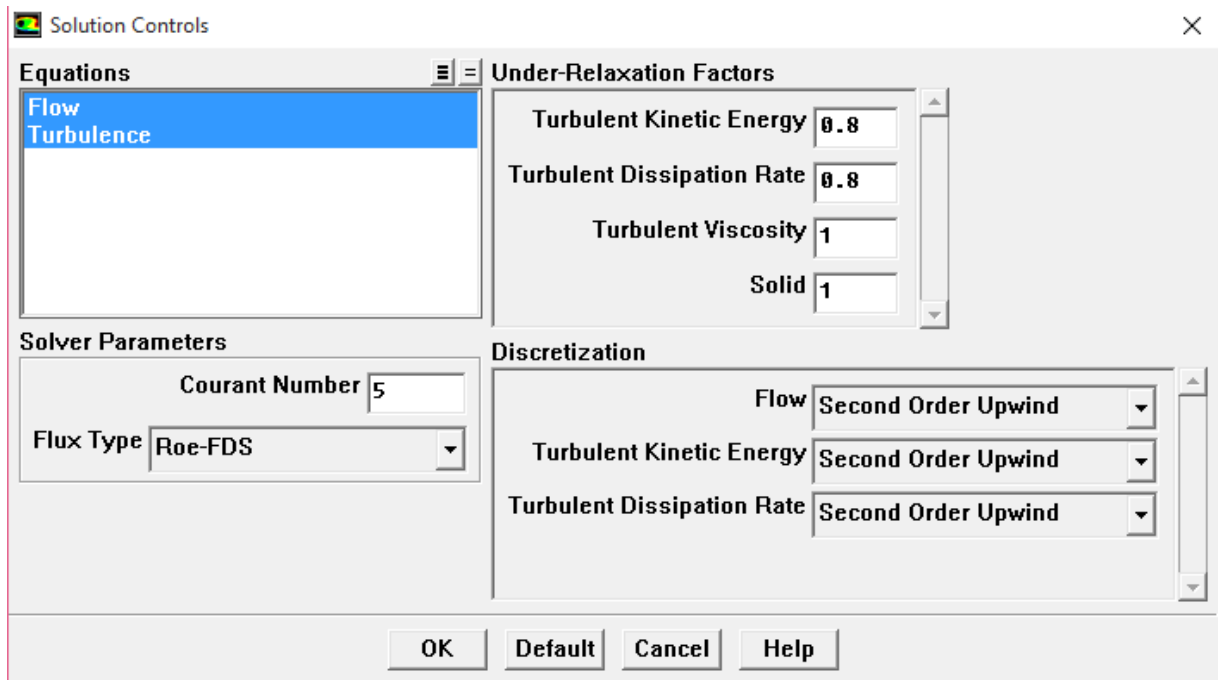 Solution Controls
Equations
Flow
Turbulence
Under-Relaxation Factors
Turbulent Kinetic Energy 0.8
Turbulent Dissipation Rate 0.8
Turbulent Viscosity 1
Solid 1
Solver Parameters
Courant Number 5
Flux Type Roe-FDS
Discretization
Flow Second Order Upwind
Turbulent Kinetic Energy Second Order Upwind
Turbulent Dissipation Rate Second Order Upwind
OK Default Cancel Help